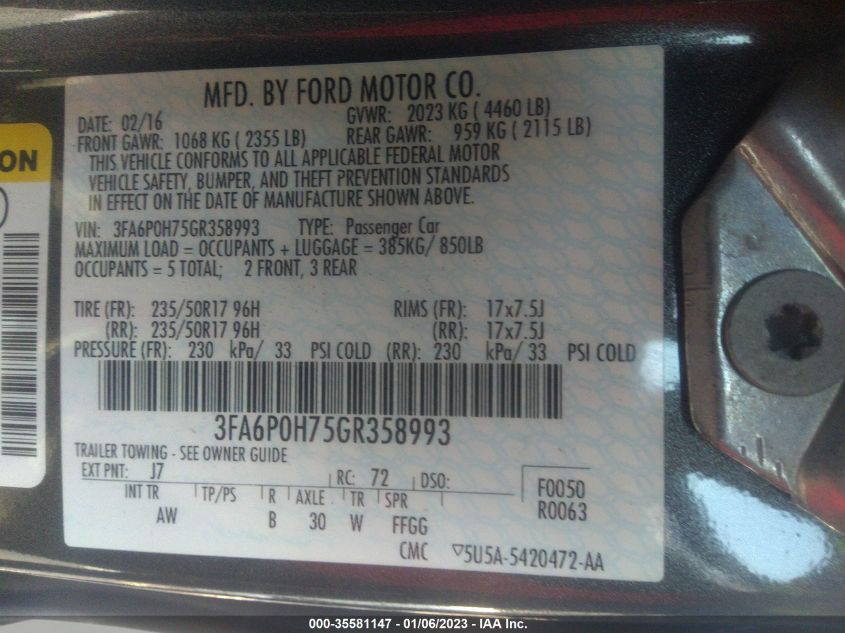 MFD. BY FORD MOTOR CO.
DATE: 02/16 GVWR: 2023 KG ( 4460 LB)
FRONT GAWR: 1068 KG ( 2355 LB) REAR GAWR: 959 KG ( 2115 LB)
THIS VEHICLE CONFORMS TO ALL APPLICABLE FEDERAL MOTOR
VEHICLE SAFETY, BUMPER, AND THEFT PREVENTION STANDARDS
IN EFFECT ON THE DATE OF MANUFACTURE SHOWN ABOVE.
VIN: 3FA6P0H75GR358993 TYPE: Passenger Car
MAXIMUM LOAD = OCCUPANTS + LUGGAGE = 385KG/ 850LB
OCCUPANTS = 5 TOTAL; 2 FRONT, 3 REAR
TIRE (FR): 235/50R17 96H RIMS (FR): 17x7.5J
(RR): 235/50R17 96H (RR): 17x7.5J
PRESSURE (FR): 230 kPa/ 33 PSI COLD (RR): 230 kPa/ 33 PSI COLD
3FA6P0H75GR358993
TRAILER TOWING - SEE OWNER GUIDE
EXT PNT: J7 RC: 72 DSO: F0050
INT TR TP/PS R AXLE TR SPR R0063
AW B 30 W FFGG
CMC ▽5U5A-5420472-AA
ON
000-35581147 - 01/06/2023 - IAA Inc.